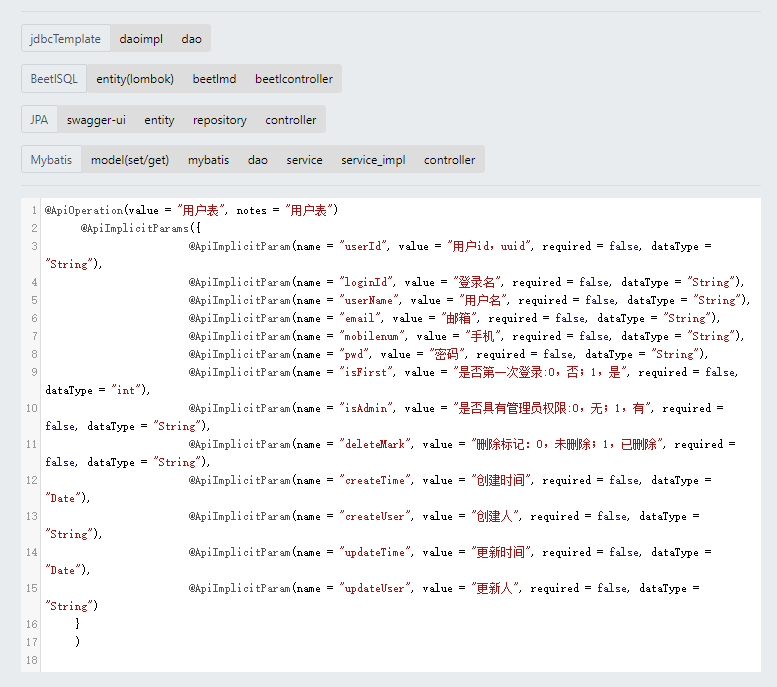 jdbcTemplate daoimpl dao
BeetlSQL entity(lombok) beetlmd beetlcontroller
JPA swagger-ui entity repository controller
Mybatis model(set/get) mybatis dao service service_impl controller
1 @ApiOperation(value = "用户表", notes = "用户表")
2 @ApiImplicitParams({
3 @ApiImplicitParam(name = "userId", value = "用户id，uuid", required = false, dataType =
"String"),
4 @ApiImplicitParam(name = "loginId", value = "登录名", required = false, dataType = "String"),
5 @ApiImplicitParam(name = "userName", value = "用户名", required = false, dataType = "String"),
6 @ApiImplicitParam(name = "email", value = "邮箱", required = false, dataType = "String"),
7 @ApiImplicitParam(name = "mobilenum", value = "手机", required = false, dataType = "String"),
8 @ApiImplicitParam(name = "pwd", value = "密码", required = false, dataType = "String"),
9 @ApiImplicitParam(name = "isFirst", value = "是否第一次登录:0，否；1，是", required = false,
dataType = "int"),
10 @ApiImplicitParam(name = "isAdmin", value = "是否具有管理员权限:0，无；1，有", required =
false, dataType = "String"),
11 @ApiImplicitParam(name = "deleteMark", value = "删除标记：0，未删除；1，已删除", required =
false, dataType = "String"),
12 @ApiImplicitParam(name = "createTime", value = "创建时间", required = false, dataType =
"Date"),
13 @ApiImplicitParam(name = "createUser", value = "创建人", required = false, dataType =
"String"),
14 @ApiImplicitParam(name = "updateTime", value = "更新时间", required = false, dataType =
"Date"),
15 @ApiImplicitParam(name = "updateUser", value = "更新人", required = false, dataType =
"String")
16 }
17 )
18